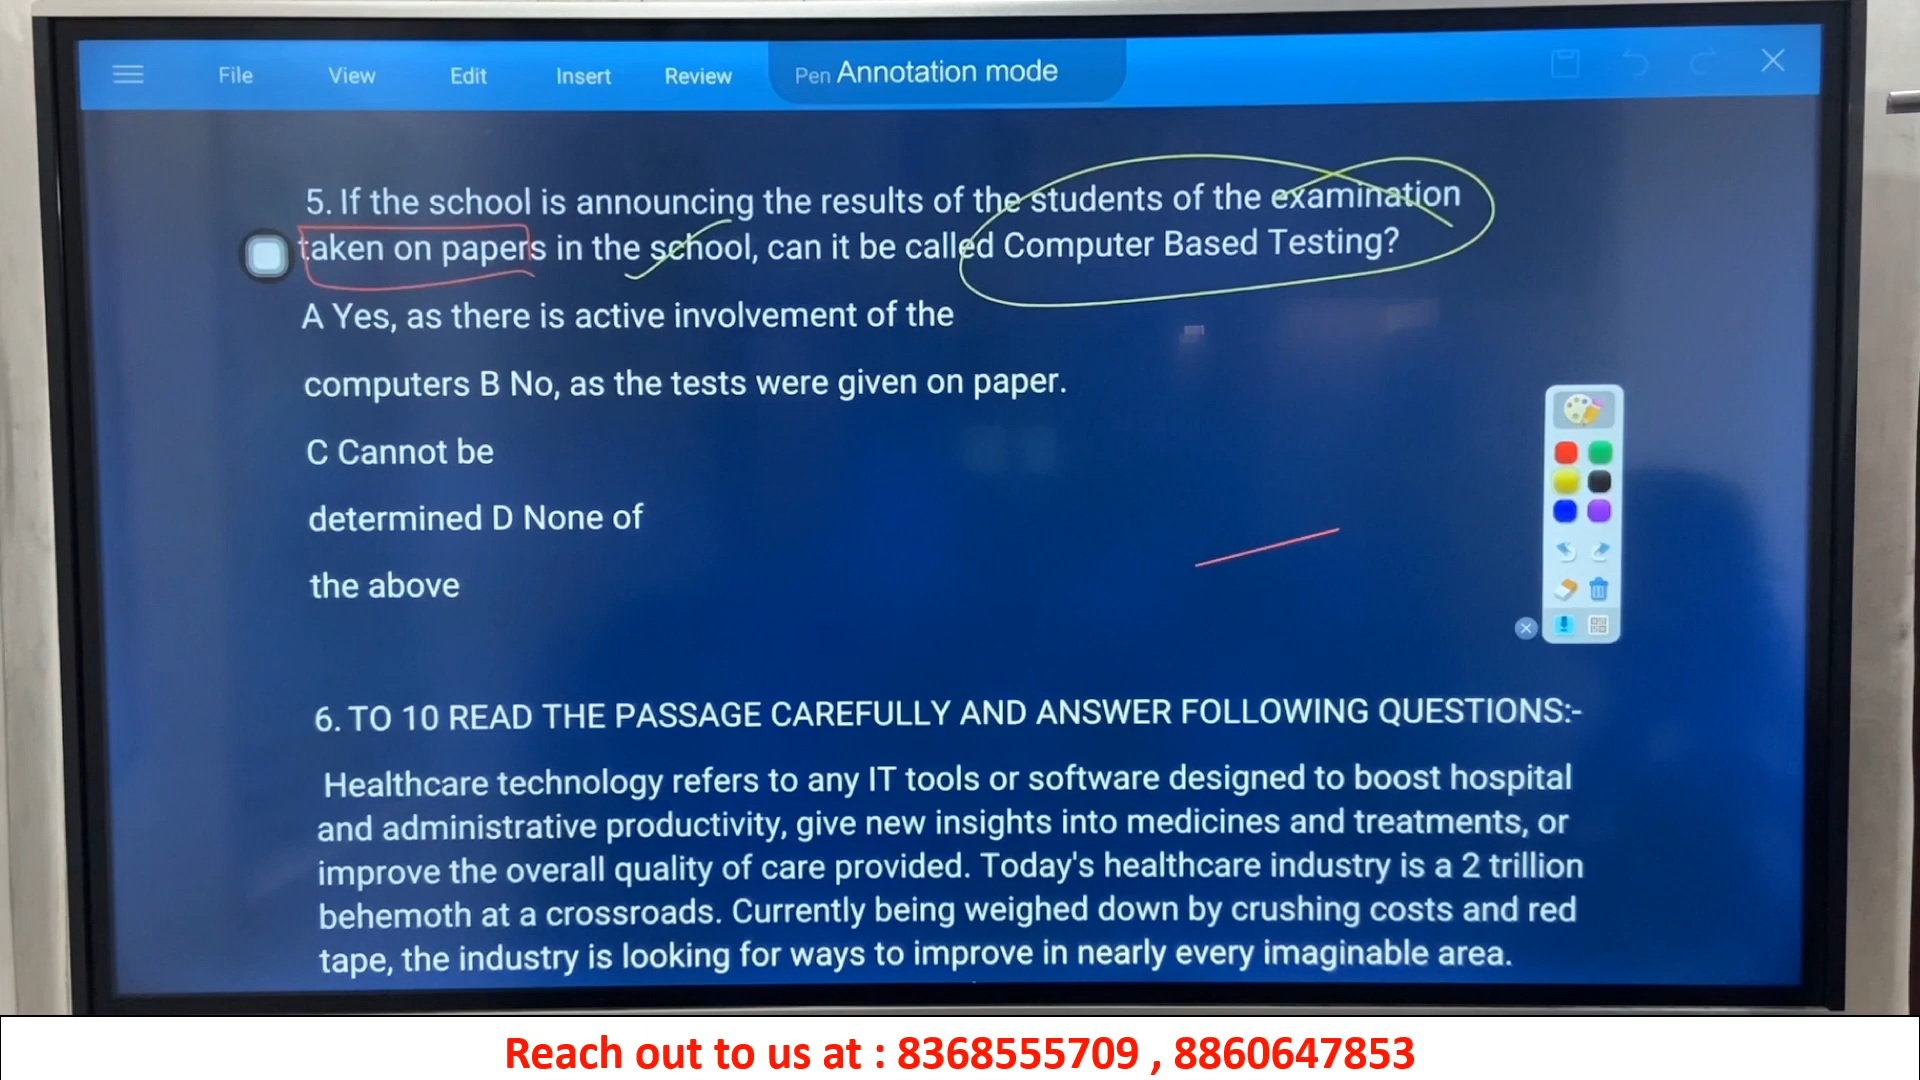 File View Edit Insert Review Pen Annotation mode
5. If the school is announcing the results of the students of the examination
taken on papers in the school, can it be called Computer Based Testing?
A Yes, as there is active involvement of the
computers B No, as the tests were given on paper.
C Cannot be
determined D None of
the above
6. TO 10 READ THE PASSAGE CAREFULLY AND ANSWER FOLLOWING QUESTIONS:-
Healthcare technology refers to any IT tools or software designed to boost hospital
and administrative productivity, give new insights into medicines and treatments, or
improve the overall quality of care provided. Today's healthcare industry is a 2 trillion
behemoth at a crossroads. Currently being weighed down by crushing costs and red
tape, the industry is looking for ways to improve in nearly every imaginable area.
Reach out to us at : 8368555709 , 8860647853